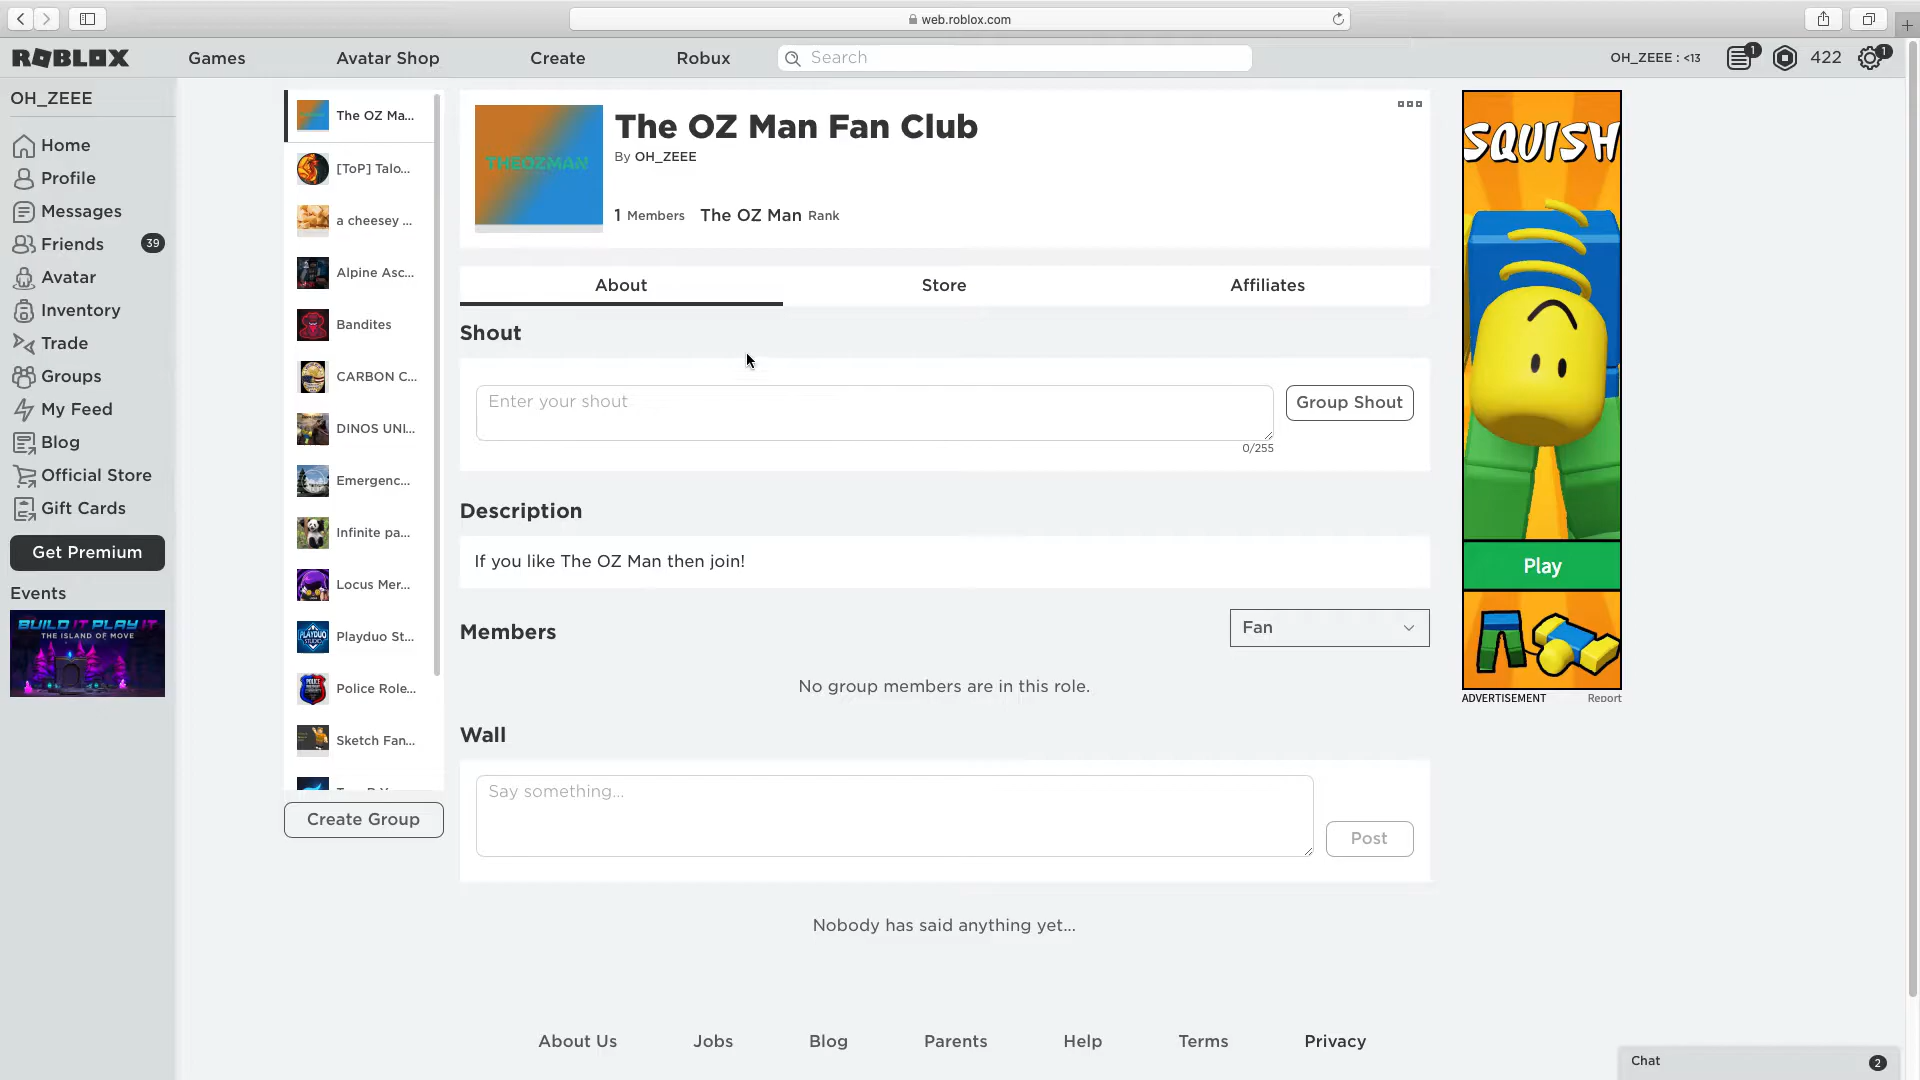 web.roblox.com
ROBLOX
Games
Avatar Shop
Create
Robux
Search
OH_ZEEE : <13
1
422
1
OH_ZEEE
Home
Profile
Messages
Friends
39
Avatar
Inventory
Trade
Groups
My Feed
Blog
Official Store
Gift Cards
Get Premium
Events
BUILD IT PLAY IT
THE ISLAND OF MOVE
The OZ Ma...
[ToP] Talo...
a cheesey ...
Alpine Asc...
Bandites
CARBON C...
DINOS UNI...
Emergenc...
Infinite pa...
Locus Mer...
Playduo St...
Police Role...
Sketch Fan...
Create Group
THEOZMAN
The OZ Man Fan Club
By OH_ZEEE
1 Members
The OZ Man Rank
About
Store
Affiliates
Shout
Enter your shout
Group Shout
0/255
Description
If you like The OZ Man then join!
Members
Fan
No group members are in this role.
Wall
Say something...
Post
Nobody has said anything yet...
SQUISH
Play
ADVERTISEMENT
Report
About Us
Jobs
Blog
Parents
Help
Terms
Privacy
Chat
2